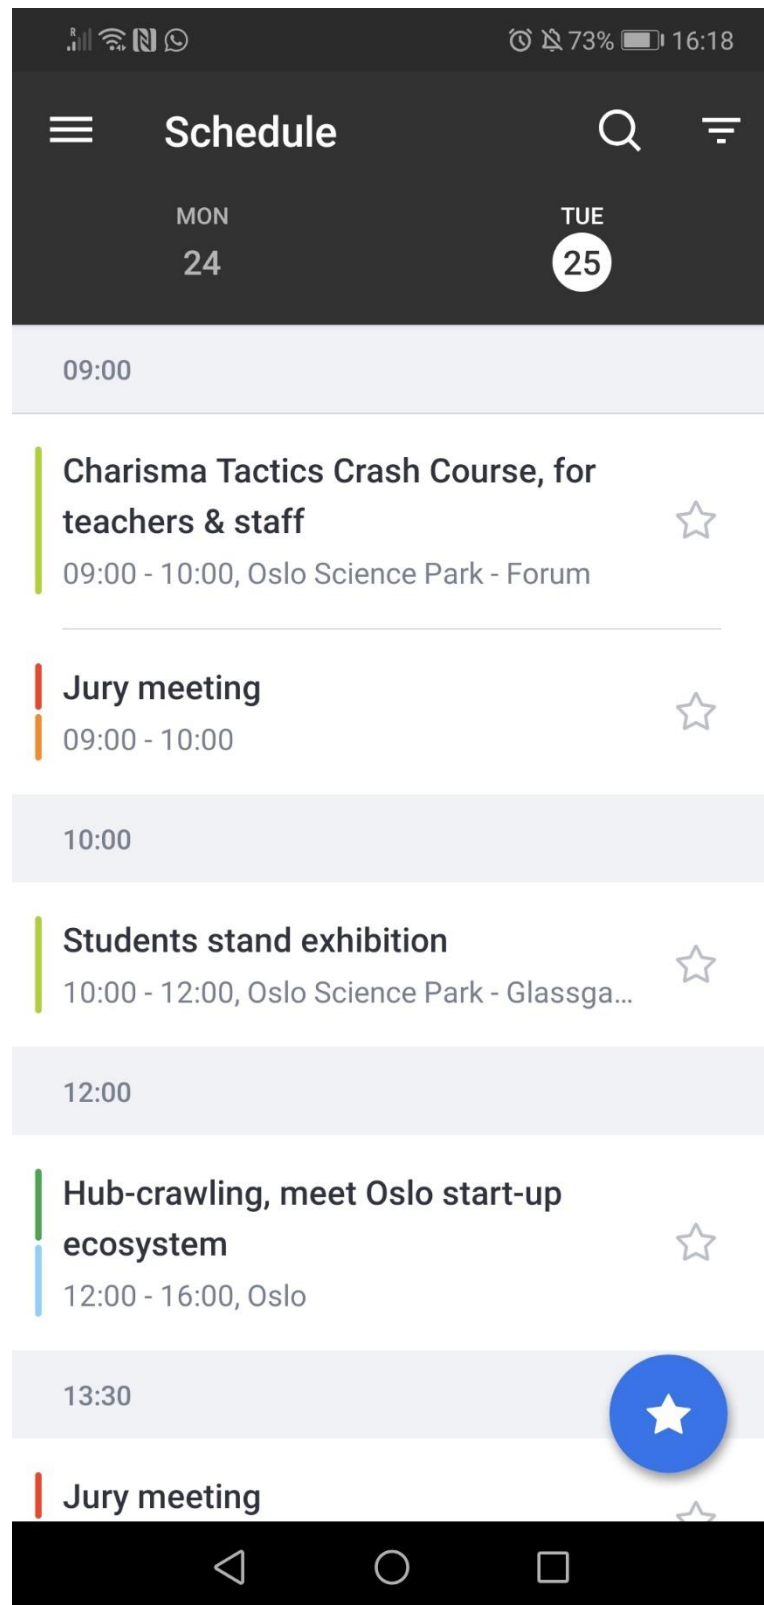 R
73% 16:18
Schedule
MON
TUE
24
25
09:00
Charisma Tactics Crash Course, for
teachers & staff
09:00 - 10:00, Oslo Science Park - Forum
Jury meeting
09:00 - 10:00
10:00
Students stand exhibition
10:00 - 12:00, Oslo Science Park - Glassga...
12:00
Hub-crawling, meet Oslo start-up
ecosystem
12:00 - 16:00, Oslo
13:30
Jury meeting